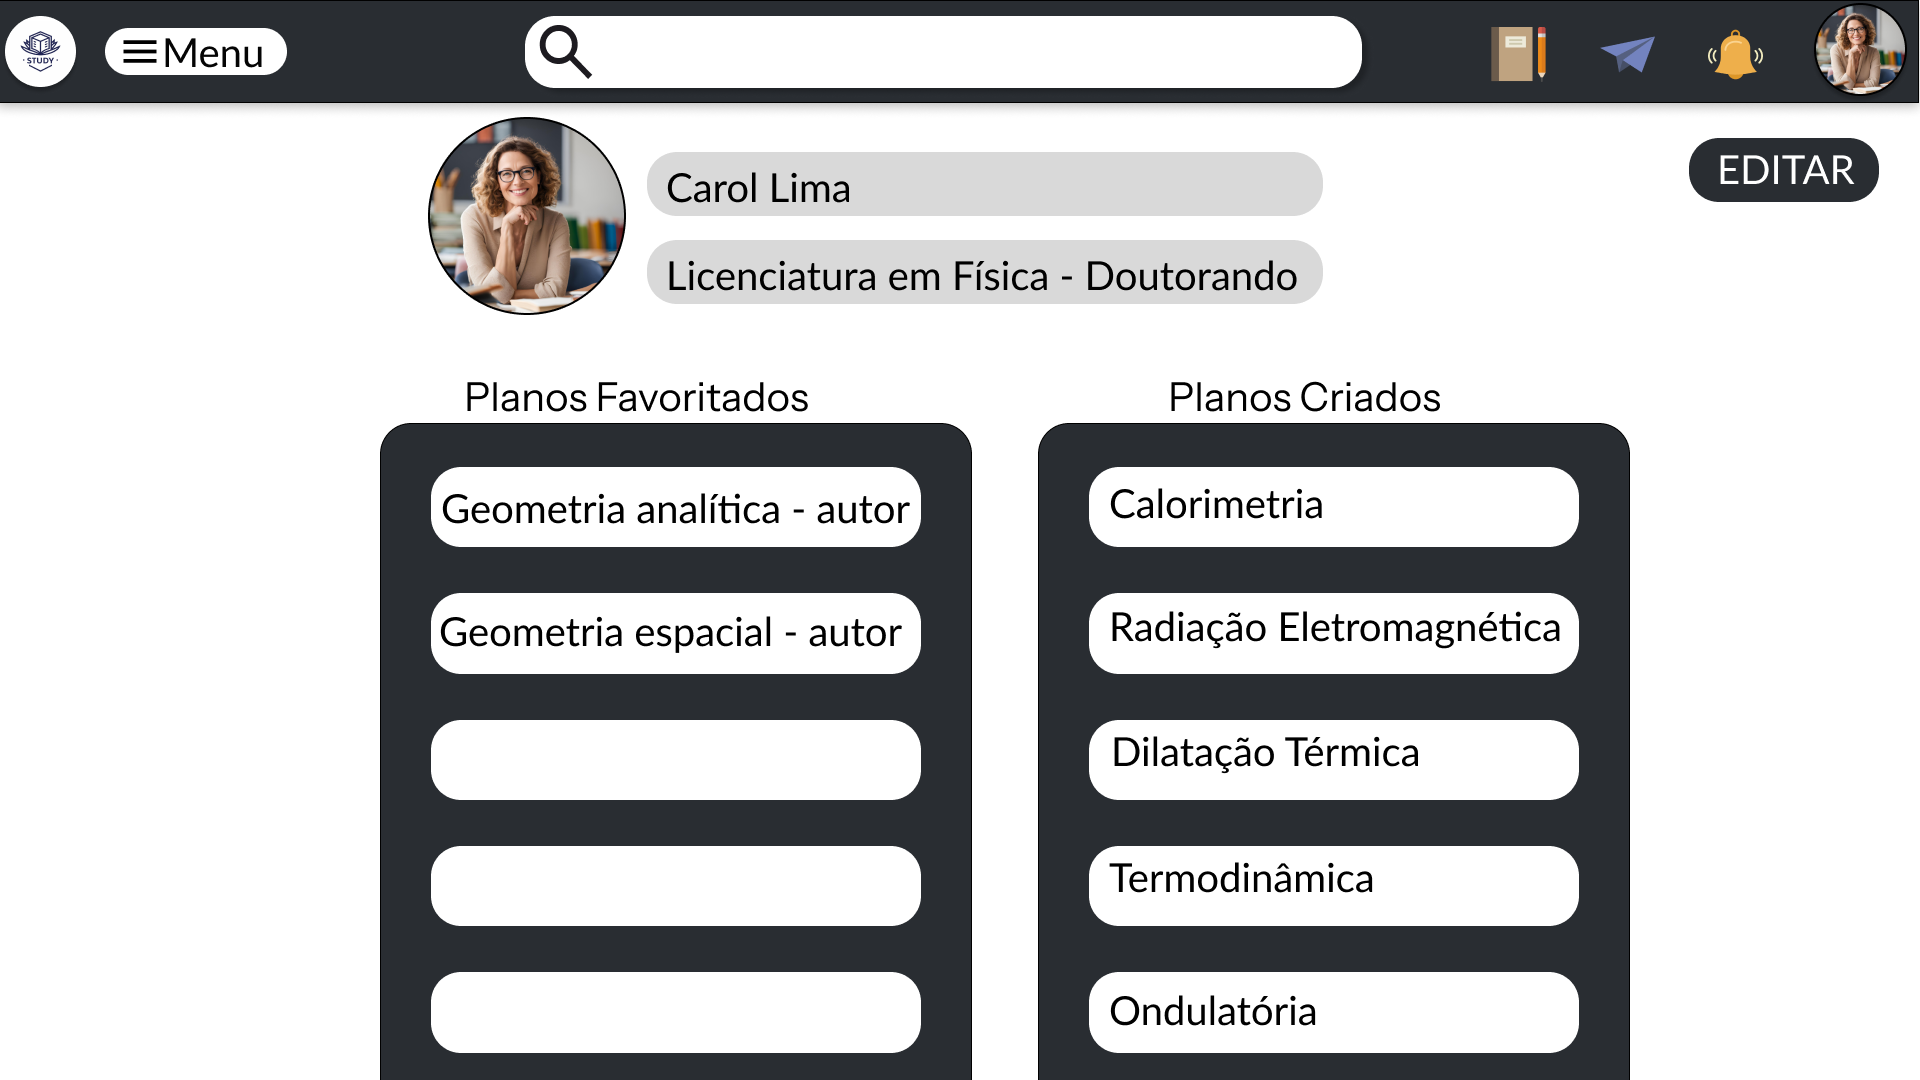 STUDY
Menu
EDITAR
Carol Lima
Licenciatura em Física - Doutorando
Planos Favoritados
Geometria analítica - autor
Geometria espacial - autor
Planos Criados
Calorimetria
Radiação Eletromagnética
Dilatação Térmica
Termodinâmica
Ondulatória